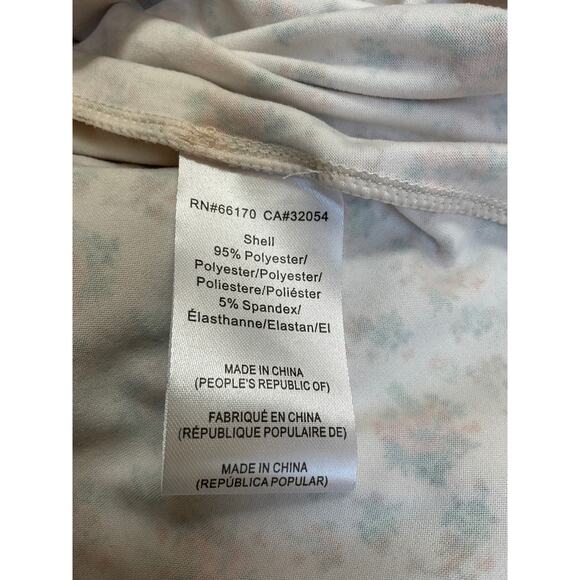 RN#66170 CA#32054
Shell
95% Polyester/
Polyester/Polyester/
Poliestere/Poliéster
5% Spandex/
Élasthanne/Elastan/El
MADE IN CHINA
(PEOPLE'S REPUBLIC OF)
FABRIQUÉ EN CHINA
(RÉPUBLIQUE POPULAIRE DE)
MADE IN CHINA
(REPÚBLICA POPULAR)